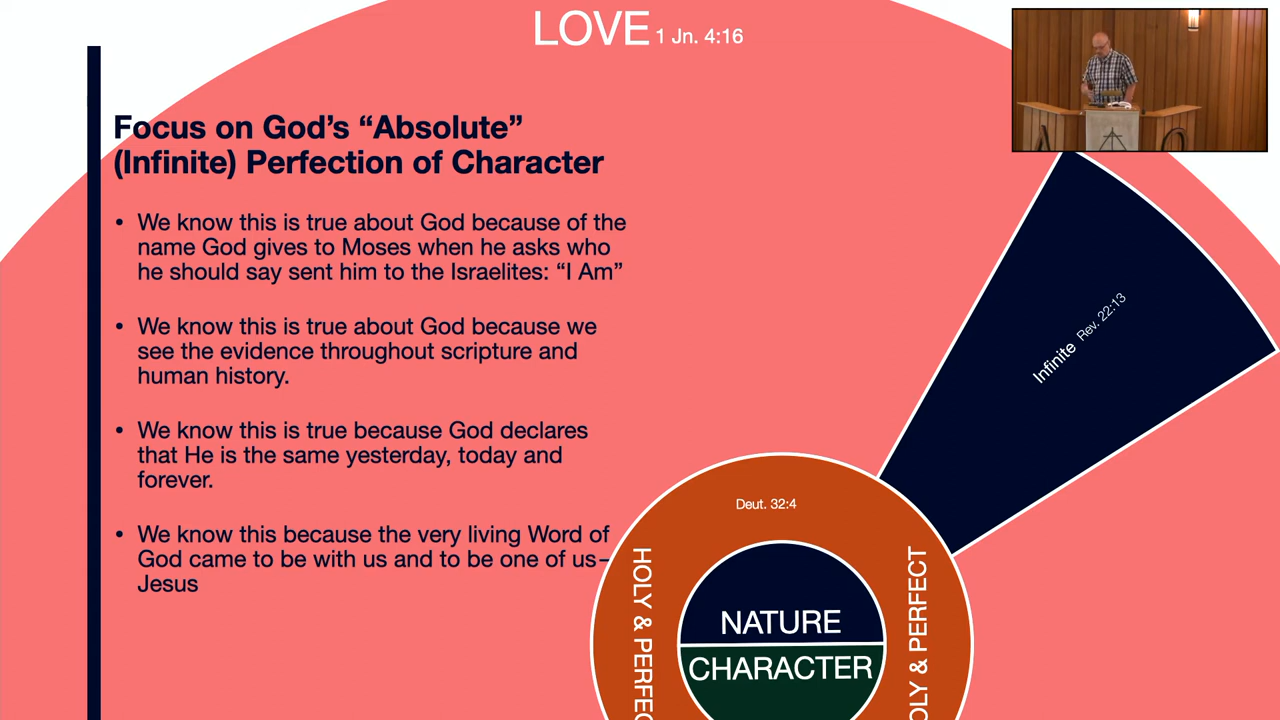 LOVE 1 Jn. 4:16
Focus on God’s “Absolute”
(Infinite) Perfection of Character
• We know this is true about God because of the
name God gives to Moses when he asks who
he should say sent him to the Israelites: “I Am”
• We know this is true about God because we
see the evidence throughout scripture and
human history.
• We know this is true because God declares
that He is the same yesterday, today and
forever.
• We know this because the very living Word of
God came to be with us and to be one of us–
Jesus
Infinite Rev. 22:13
Deut. 32:4
HOLY & PERFEC
NATURE
CHARACTER
OLY & PERFECT